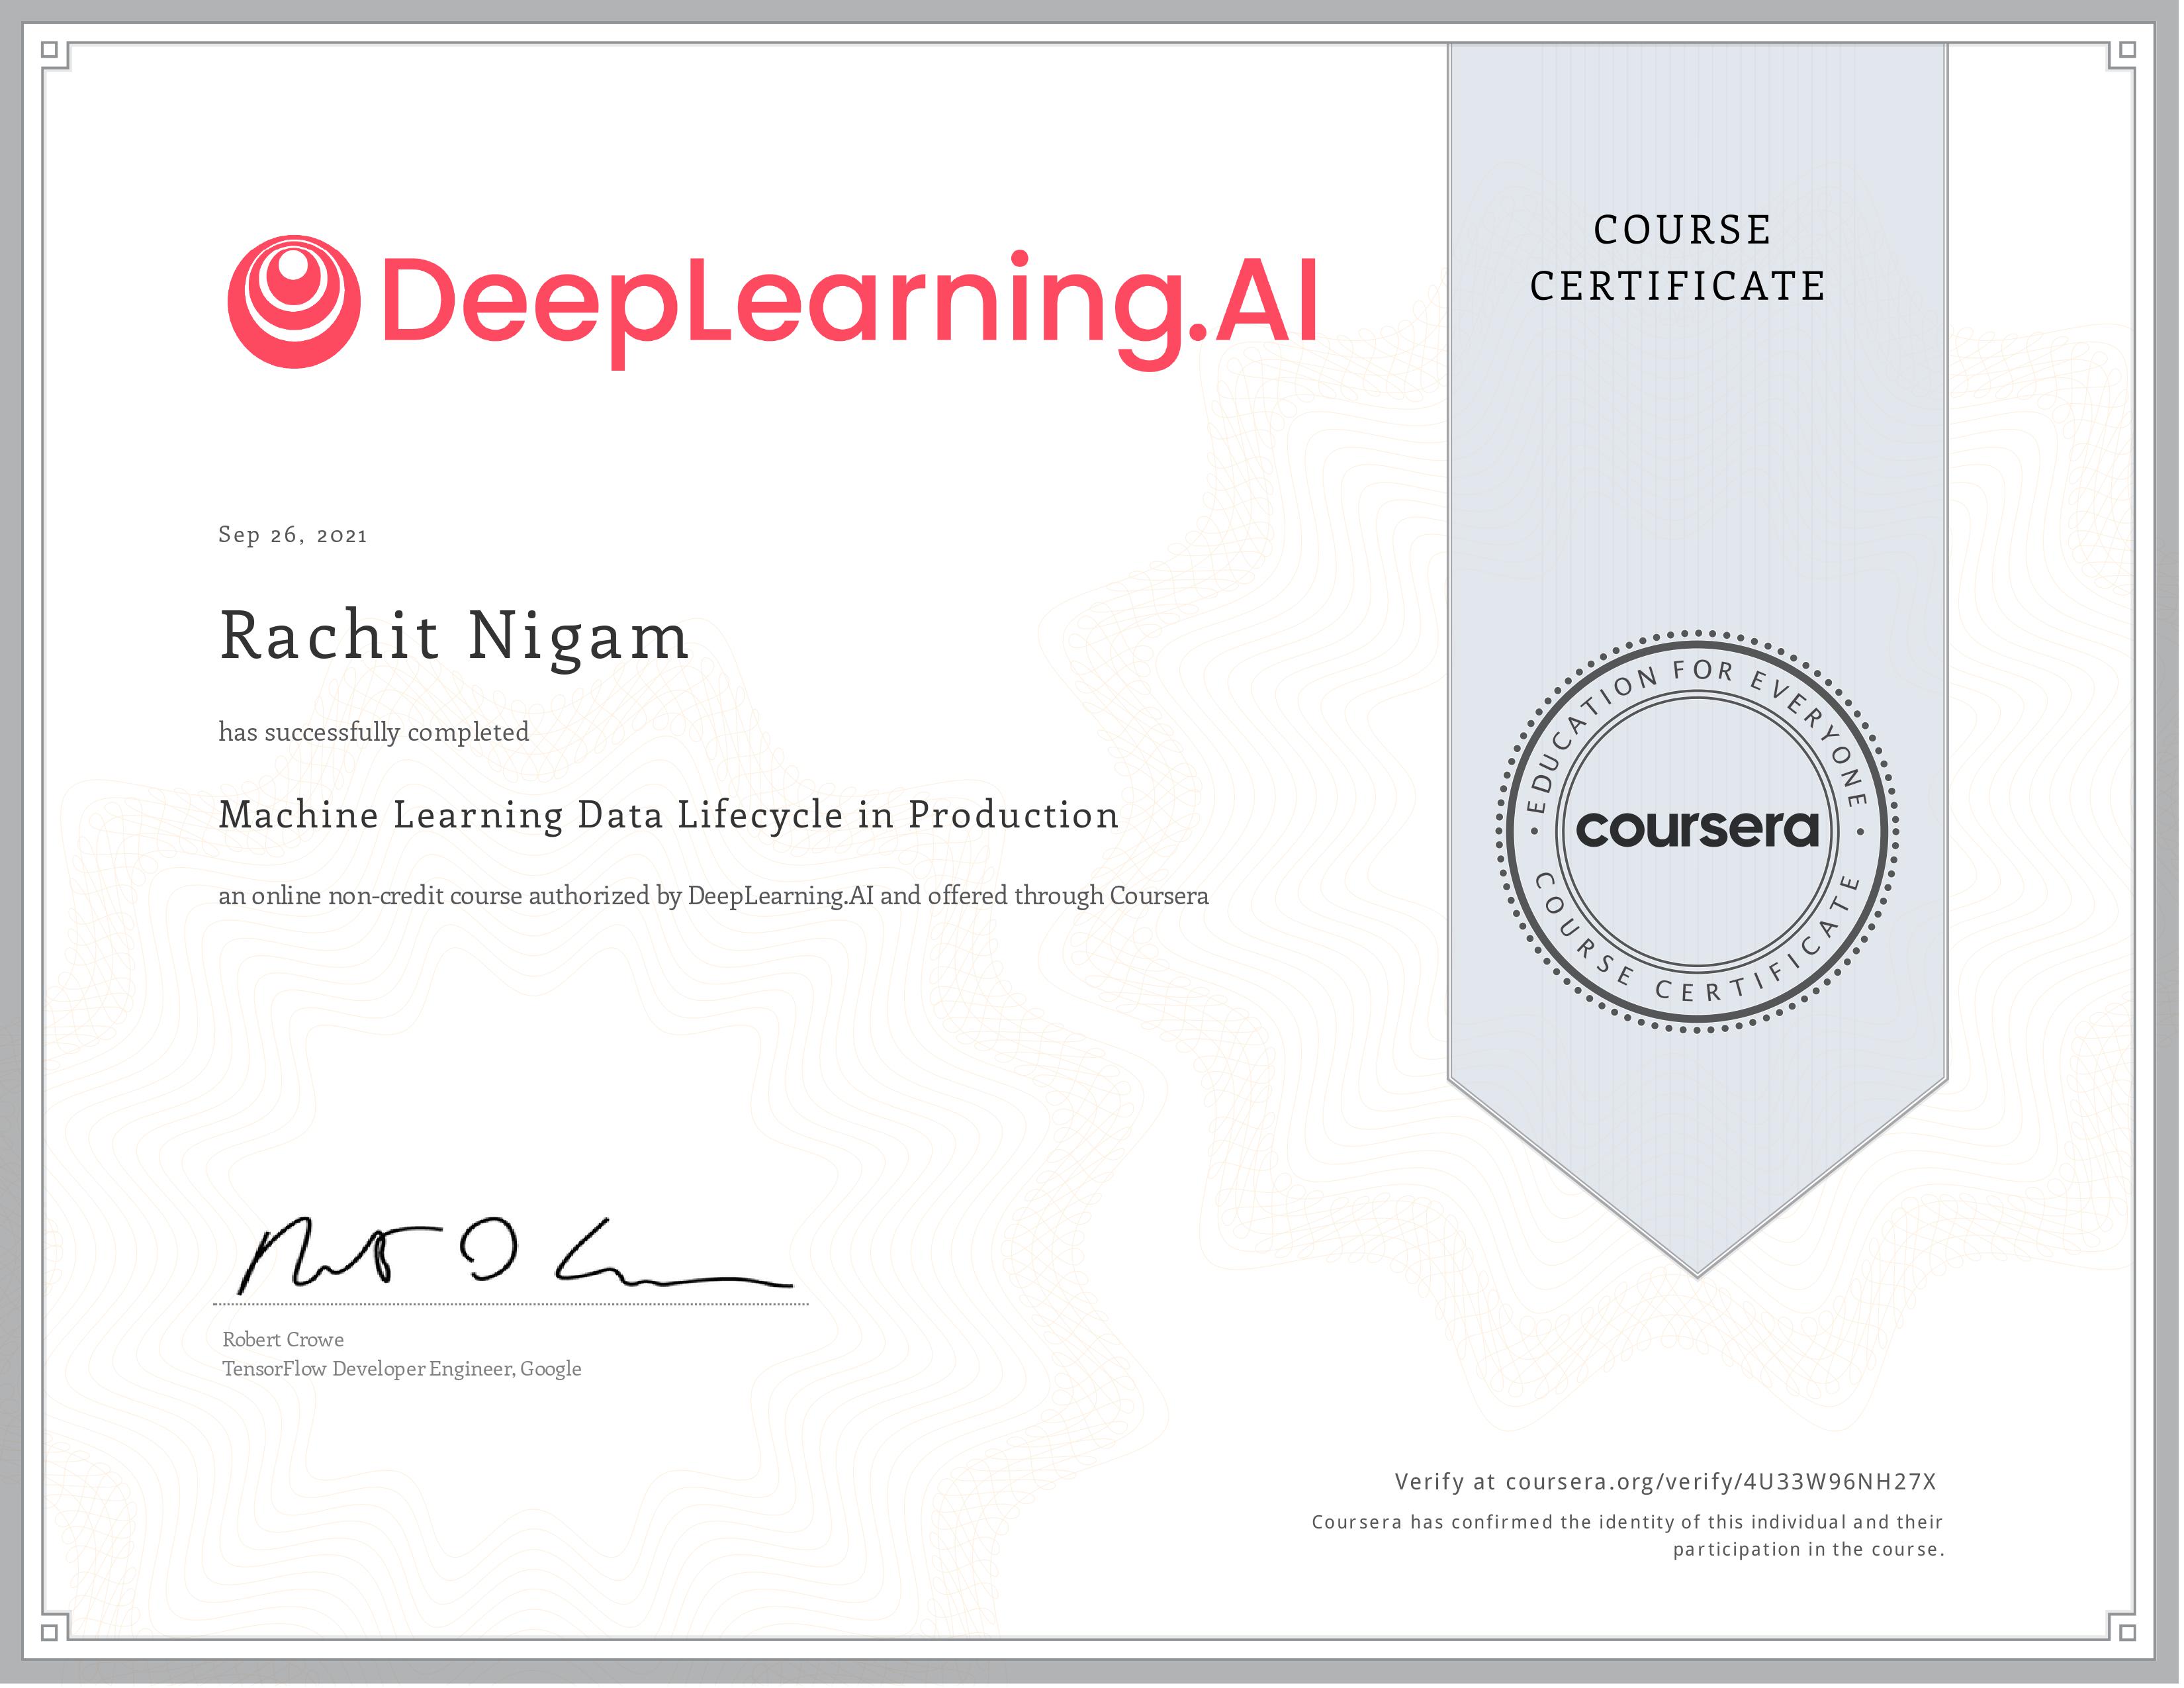 DeepLearning.AI
COURSE
CERTIFICATE
Sep 26, 2021
Rachit Nigam
has successfully completed
Machine Learning Data Lifecycle in Production
an online non-credit course authorized by DeepLearning.AI and offered through Coursera
EDUCATION FOR EVERYONE
coursera
COURSE CERTIFICATE
Robert Crowe
TensorFlow Developer Engineer, Google
Verify at coursera.org/verify/4U33W96NH27X
Coursera has confirmed the identity of this individual and their
participation in the course.